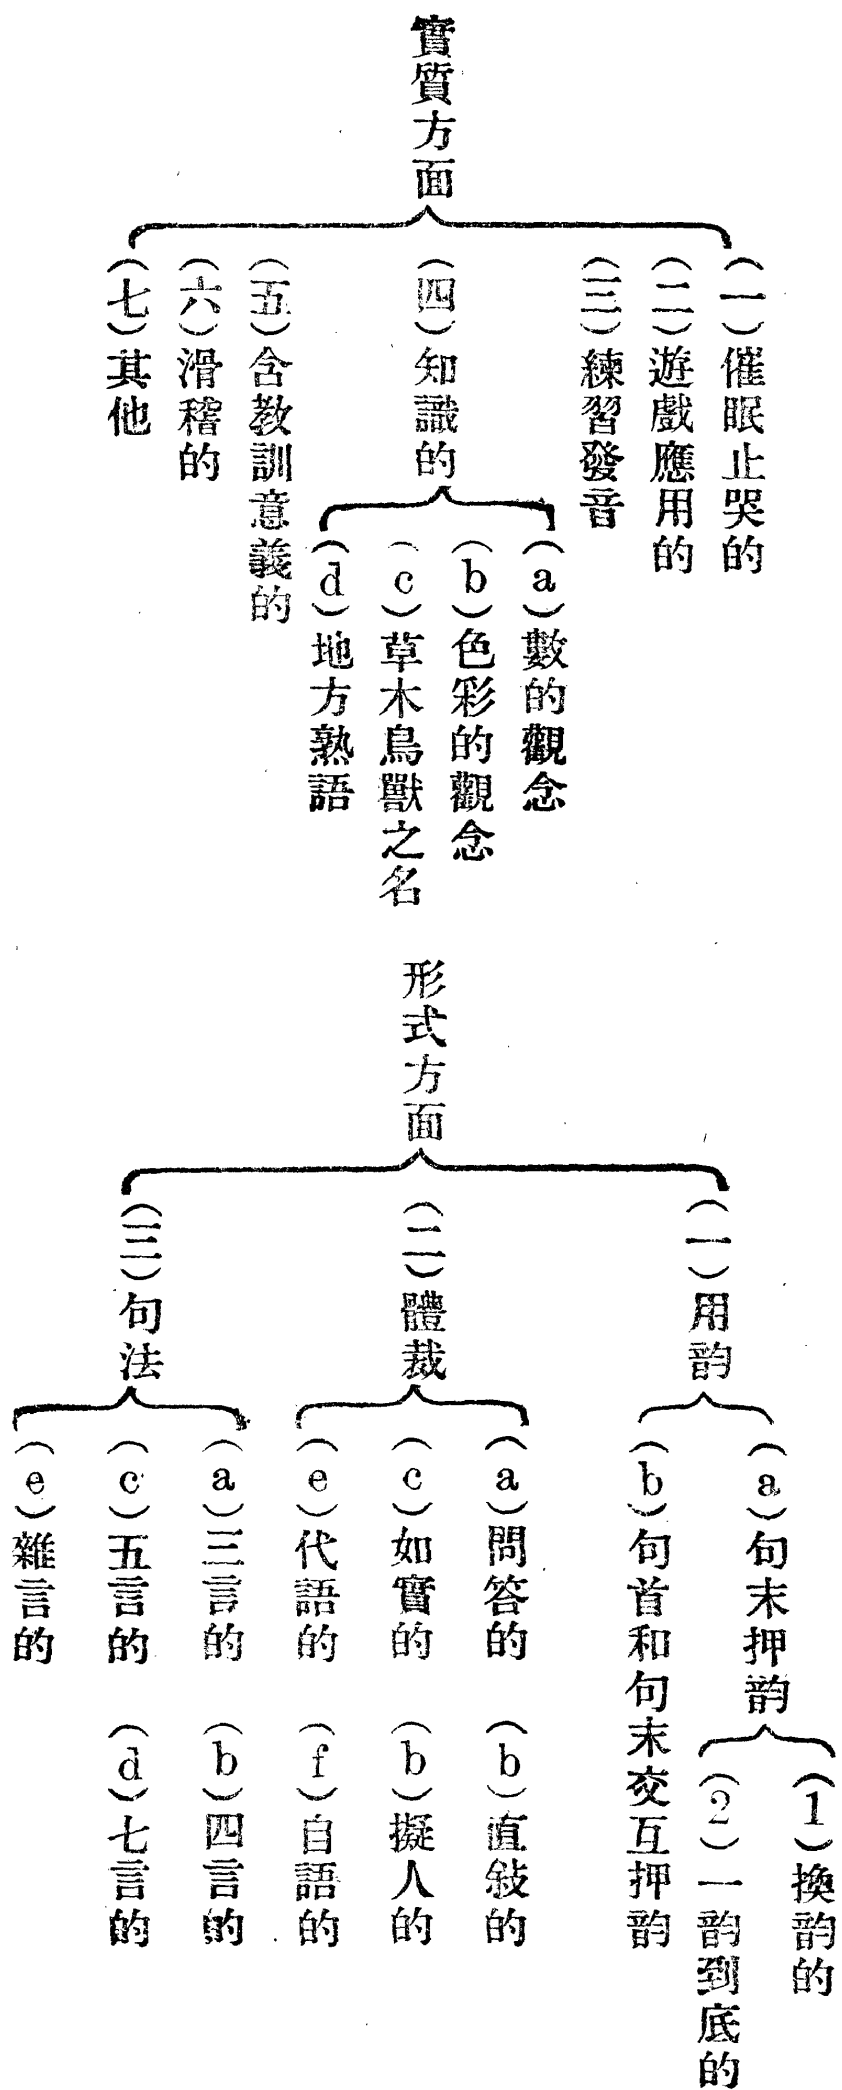 實質方面
(一)催眠止哭的
(二)遊戲應用的
(三)練習發音
(四)知識的
(a)數的觀念
(b)色彩的觀念
(c)草木鳥獸之名
(d)地方熟語
(五)含教訓意義的
(六)滑稽的
(七)其他
形式方面
(一)用韵
(a)句末押韵
(1)換韵的
(2)一韵到底的
(b)句首和句末交互押韵
(二)體裁
(a)問答的
(b)直敍的
(c)如實的
(b)擬人的
(e)代語的
(f)自語的
(三)句法
(a)三言的
(b)四言的
(c)五言的
(d)七言的
(e)雜言的